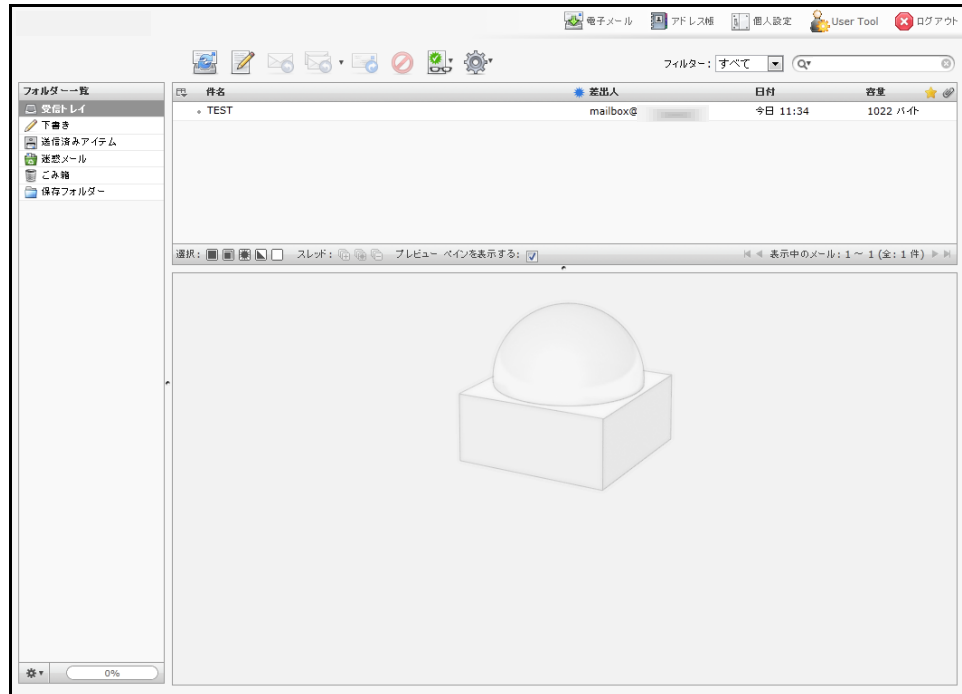 電子メール アドレス帳 個人設定 User Tool ログアウト
フィルター: すべて
フォルダー一覧
受信トレイ
下書き
送信済みアイテム
迷惑メール
ごみ箱
保存フォルダー
件名 差出人 日付 容量
TEST mailbox@ 今日 11:34 1022 バイト
選択: スレッド: プレビュー ペインを表示する: 表示中のメール: 1 ~ 1 (全: 1 件)
0%